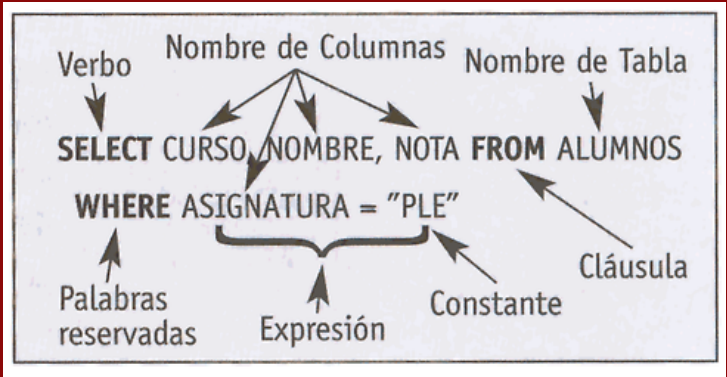 Nombre de Columnas
Verbo
Nombre de Tabla
SELECT CURSO, NOMBRE, NOTA FROM ALUMNOS
WHERE ASIGNATURA = "PLE"
Cláusula
Palabras
reservadas
Expresión
Constante